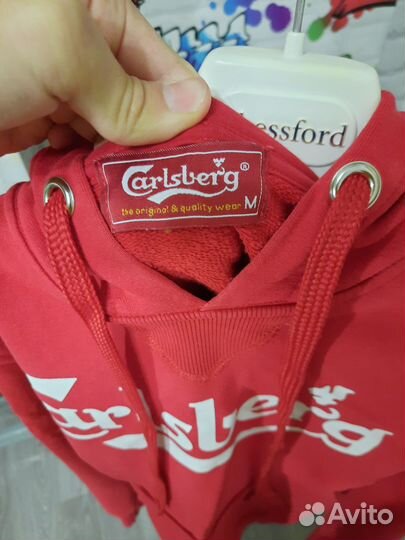 essford
Carlsberg®
the original & quality wear M
Carlsberg
Avito